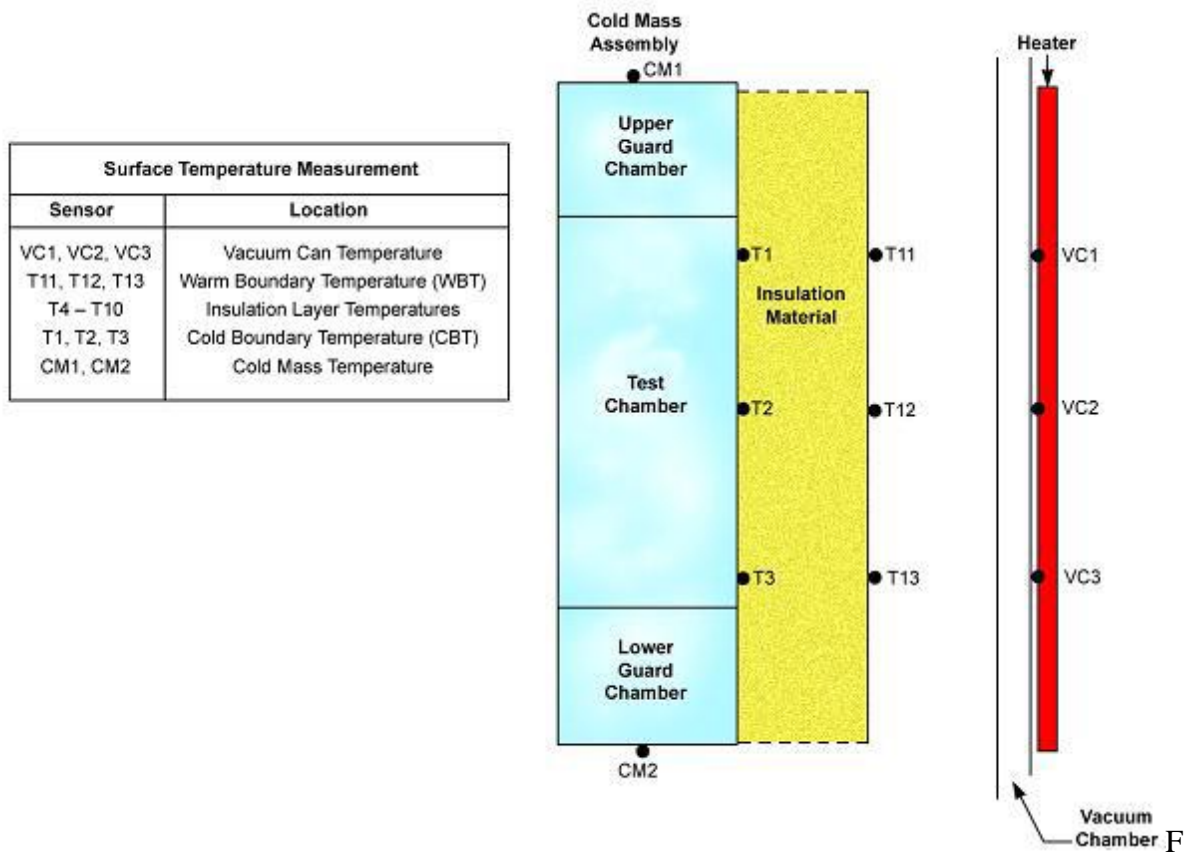 Surface Temperature Measurement
Sensor Location
VC1, VC2, VC3 Vacuum Can Temperature
T11, T12, T13 Warm Boundary Temperature (WBT)
T4 – T10 Insulation Layer Temperatures
T1, T2, T3 Cold Boundary Temperature (CBT)
CM1, CM2 Cold Mass Temperature
Cold Mass
Assembly
CM1
Upper
Guard
Chamber
Test
Chamber
Lower
Guard
Chamber
CM2
T1
T2
T3
Insulation
Material
T11
T12
T13
Heater
VC1
VC2
VC3
Vacuum
Chamber F